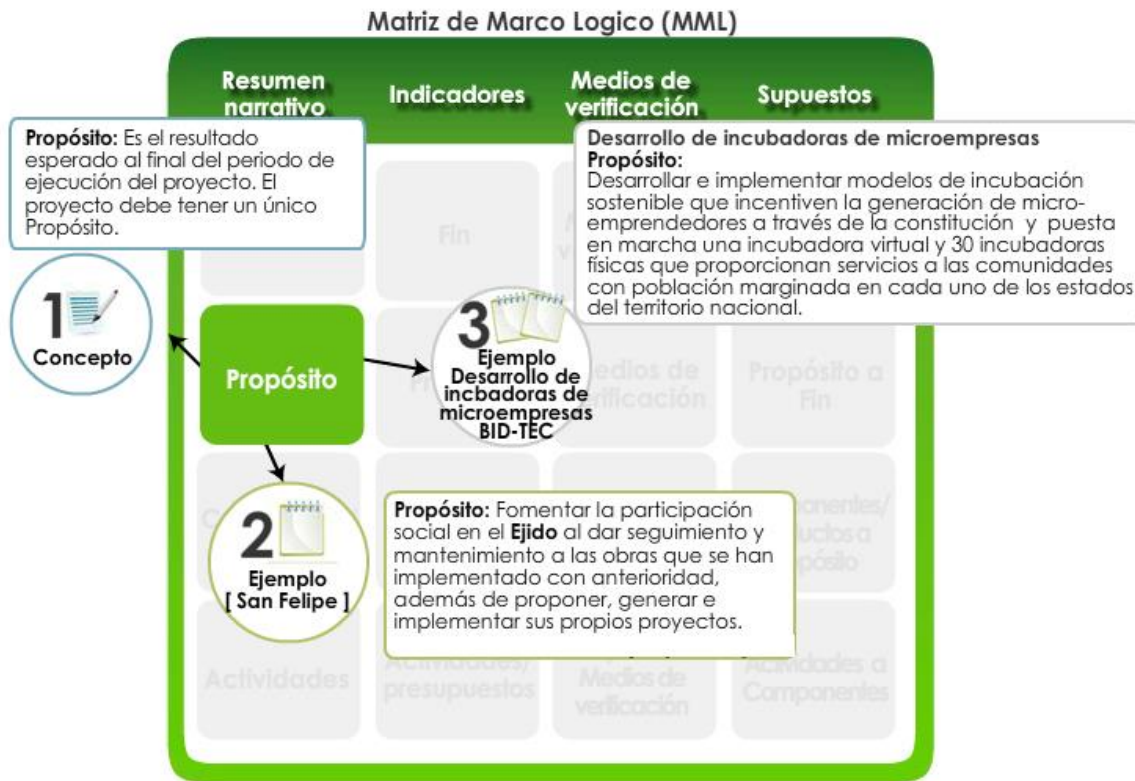 Matriz de Marco Logico (MML)
Resumen
narrativo
Indicadores
Medios de
verificación
Supuestos
Propósito: Es el resultado
esperado al final del periodo de
ejecución del proyecto. El
proyecto debe tener un único
Propósito.
Desarrollo de incubadoras de microempresas
Propósito:
Desarrollar e implementar modelos de incubación
sostenible que incentiven la generación de micro-
emprendedores a través de la constitución y puesta
en marcha una incubadora virtual y 30 incubadoras
físicas que proporcionan servicios a las comunidades
con población marginada en cada uno de los estados
del territorio nacional.
Fin
1
Concepto
Propósito
3
Ejemplo
Desarrollo de
incbadoras de
microempresas
BID-TEC
edios de
erificación
Propósito a
Fin
2
Ejemplo
[ San Felipe ]
Propósito: Fomentar la participación
social en el Ejido al dar seguimiento y
mantenimiento a las obras que se han
implementado con anterioridad,
además de proponer, generar e
implementar sus propios proyectos.
onentes/
uctos a
pósito
Actividades
Actividades/
presupuestos
Medios de
verificación
Actividades a
Componentes